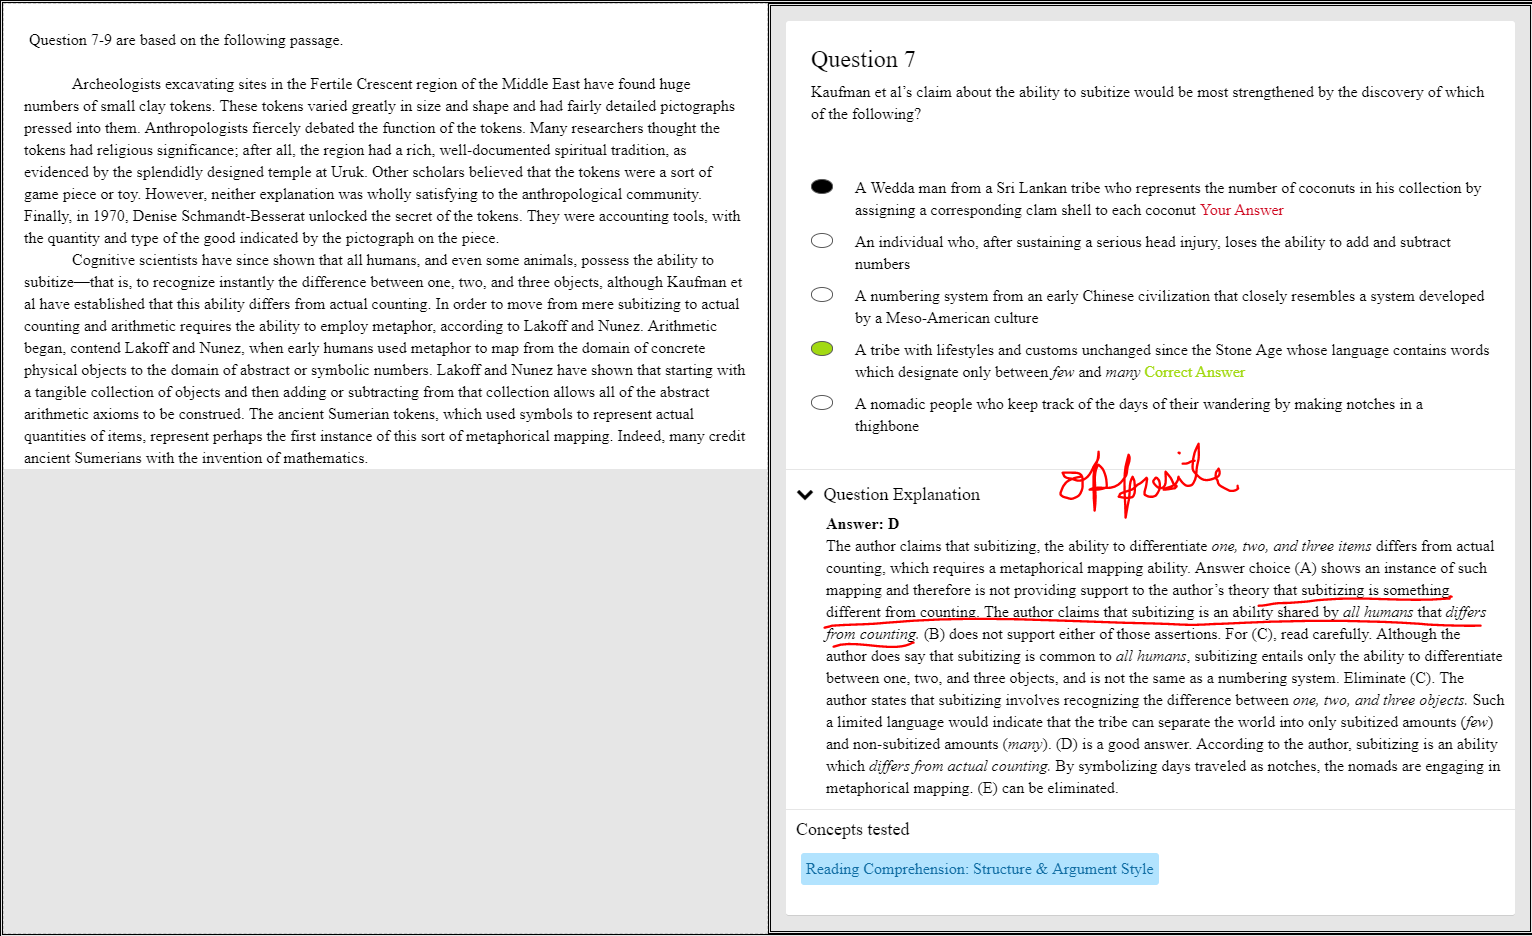 Question 7-9 are based on the following passage.
Archeologists excavating sites in the Fertile Crescent region of the Middle East have found huge
numbers of small clay tokens. These tokens varied greatly in size and shape and had fairly detailed pictographs
pressed into them. Anthropologists fiercely debated the function of the tokens. Many researchers thought the
tokens had religious significance; after all, the region had a rich, well-documented spiritual tradition, as
evidenced by the splendidly designed temple at Uruk. Other scholars believed that the tokens were a sort of
game piece or toy. However, neither explanation was wholly satisfying to the anthropological community.
Finally, in 1970, Denise Schmandt-Besserat unlocked the secret of the tokens. They were accounting tools, with
the quantity and type of the good indicated by the pictograph on the piece.
Cognitive scientists have since shown that all humans, and even some animals, possess the ability to
subitize—that is, to recognize instantly the difference between one, two, and three objects, although Kaufman et
al have established that this ability differs from actual counting. In order to move from mere subitizing to actual
counting and arithmetic requires the ability to employ metaphor, according to Lakoff and Nunez. Arithmetic
began, contend Lakoff and Nunez, when early humans used metaphor to map from the domain of concrete
physical objects to the domain of abstract or symbolic numbers. Lakoff and Nunez have shown that starting with
a tangible collection of objects and then adding or subtracting from that collection allows all of the abstract
arithmetic axioms to be construed. The ancient Sumerian tokens, which used symbols to represent actual
quantities of items, represent perhaps the first instance of this sort of metaphorical mapping. Indeed, many credit
ancient Sumerians with the invention of mathematics.
Question 7
Kaufman et al's claim about the ability to subitize would be most strengthened by the discovery of which
of the following?
A Wedda man from a Sri Lankan tribe who represents the number of coconuts in his collection by
assigning a corresponding clam shell to each coconut Your Answer
An individual who, after sustaining a serious head injury, loses the ability to add and subtract
numbers
A numbering system from an early Chinese civilization that closely resembles a system developed
by a Meso-American culture
A tribe with lifestyles and customs unchanged since the Stone Age whose language contains words
which designate only between few and many Correct Answer
A nomadic people who keep track of the days of their wandering by making notches in a
thighbone
opposite
Question Explanation
Answer: D
The author claims that subitizing, the ability to differentiate one, two, and three items differs from actual
counting, which requires a metaphorical mapping ability. Answer choice (A) shows an instance of such
mapping and therefore is not providing support to the author's theory that subitizing is something
different from counting. The author claims that subitizing is an ability shared by all humans that differs
from counting. (B) does not support either of those assertions. For (C), read carefully. Although the
author does say that subitizing is common to all humans, subitizing entails only the ability to differentiate
between one, two, and three objects, and is not the same as a numbering system. Eliminate (C). The
author states that subitizing involves recognizing the difference between one, two, and three objects. Such
a limited language would indicate that the tribe can separate the world into only subitized amounts (few)
and non-subitized amounts (many). (D) is a good answer. According to the author, subitizing is an ability
which differs from actual counting. By symbolizing days traveled as notches, the nomads are engaging in
metaphorical mapping. (E) can be eliminated.
Concepts tested
Reading Comprehension: Structure & Argument Style